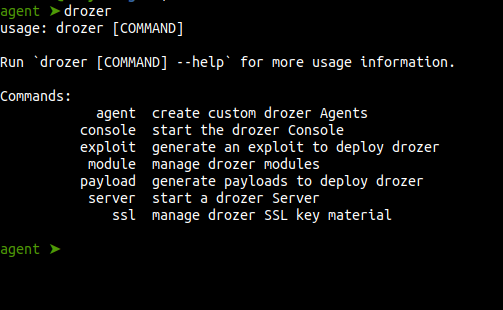 agent ➤ drozer
usage: drozer [COMMAND]
Run `drozer [COMMAND] --help` for more usage information.
Commands:
agent create custom drozer Agents
console start the drozer Console
exploit generate an exploit to deploy drozer
module manage drozer modules
payload generate payloads to deploy drozer
server start a drozer Server
ssl manage drozer SSL key material
agent ➤